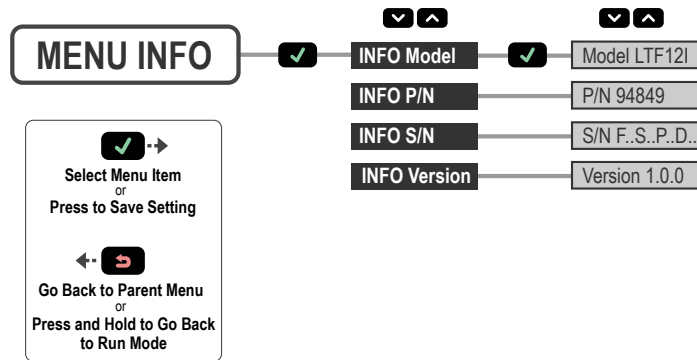 MENU INFO
INFO Model
Model LTF12I
INFO P/N
P/N 94849
INFO S/N
S/N F..S..P..D..
INFO Version
Version 1.0.0
Select Menu Item
or
Press to Save Setting
Go Back to Parent Menu
or
Press and Hold to Go Back
to Run Mode